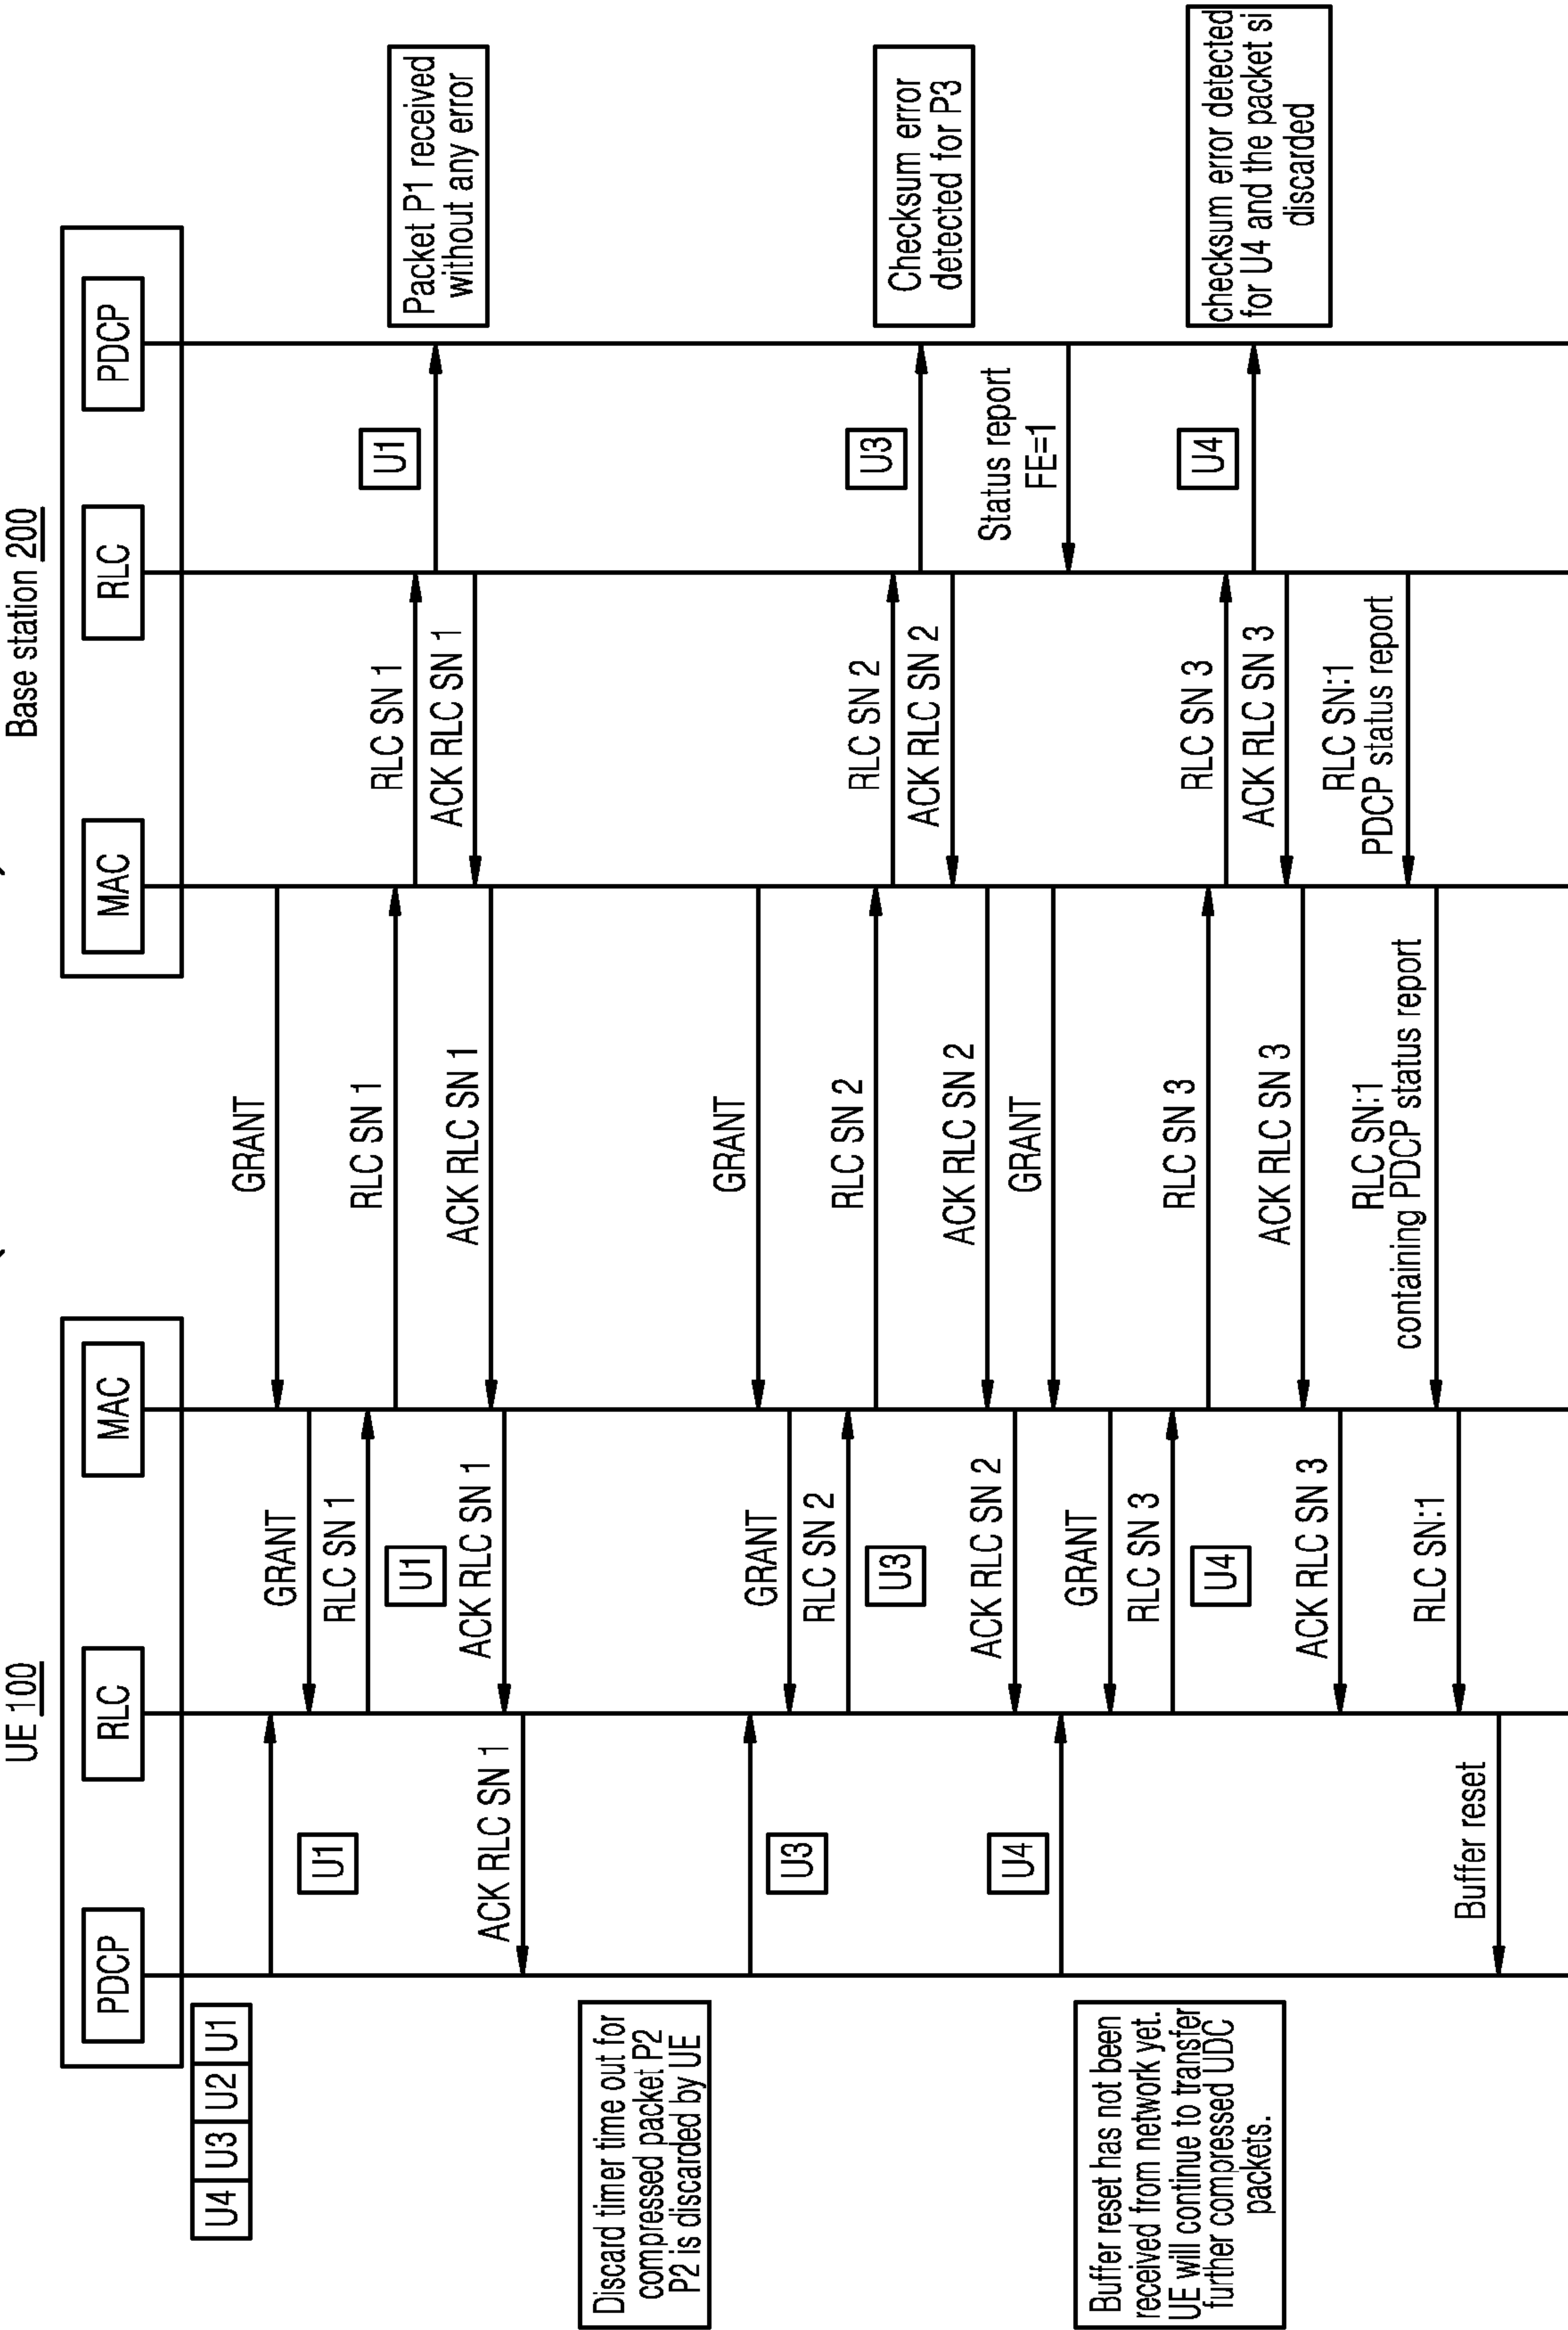 UE 100
Base station 200
PDCP
RLC
MAC
MAC
RLC
PDCP
U4 U3 U2 U1
GRANT
U1
GRANT
RLC SN 1
U1
RLC SN 1
RLC SN 1
U1
Packet P1 received
without any error
ACK RLC SN 1
ACK RLC SN 1
ACK RLC SN 1
ACK RLC SN 1
Discard timer time out for
compressed packet P2
P2 is discarded by UE
GRANT
U3
GRANT
RLC SN 2
U3
RLC SN 2
RLC SN 2
U3
Checksum error
detected for P3
ACK RLC SN 2
ACK RLC SN 2
ACK RLC SN 2
GRANT
U4
Status report
FE=1
Buffer reset has not been
received from network yet.
UE will continue to transfer
further compressed UDC
packets.
GRANT
RLC SN 3
U4
RLC SN 3
RLC SN 3
U4
checksum error detected
for U4 and the packet si
discarded
ACK RLC SN 3
ACK RLC SN 3
ACK RLC SN 3
RLC SN:1
PDCP status report
RLC SN:1
containing PDCP status report
RLC SN:1
Buffer reset